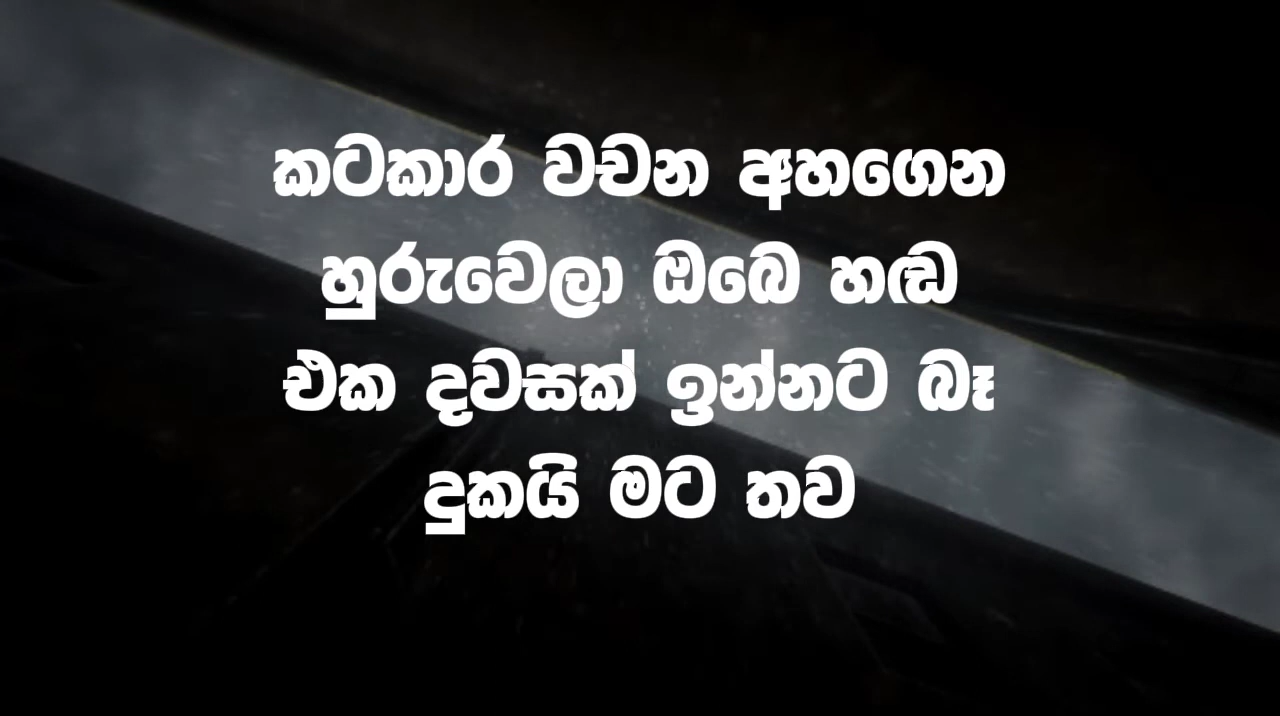 කටකාර වචන අහගෙන
හුරුවෙලා ඔබෙ හඬ
එක දවසක් ඉන්නට බෑ
දුකයි මට තව